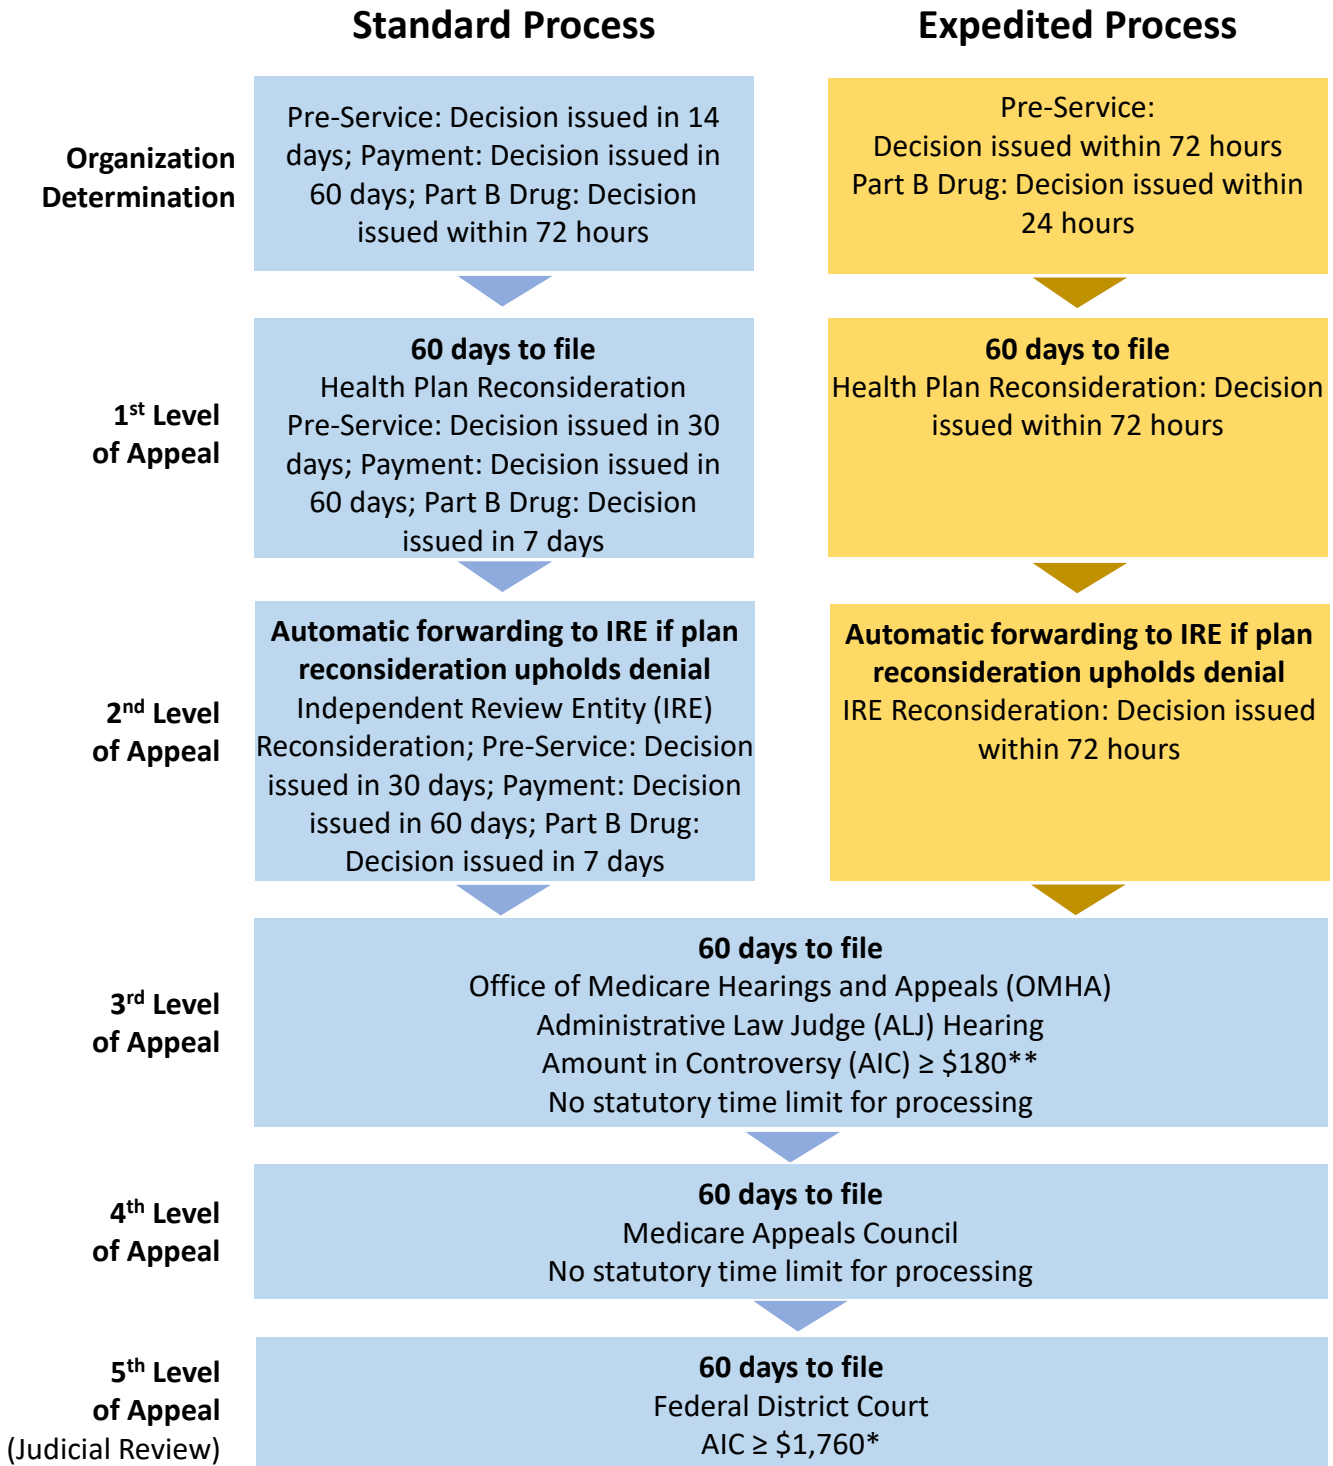 Standard Process
Expedited Process
Organization
Determination
Pre-Service: Decision issued in 14
days; Payment: Decision issued in
60 days; Part B Drug: Decision
issued within 72 hours
Pre-Service:
Decision issued within 72 hours
Part B Drug: Decision issued within
24 hours
1st Level
of Appeal
60 days to file
Health Plan Reconsideration
Pre-Service: Decision issued in 30
days; Payment: Decision issued in
60 days; Part B Drug: Decision
issued in 7 days
60 days to file
Health Plan Reconsideration: Decision
issued within 72 hours
2nd Level
of Appeal
Automatic forwarding to IRE if plan
reconsideration upholds denial
Independent Review Entity (IRE)
Reconsideration; Pre-Service: Decision
issued in 30 days; Payment: Decision
issued in 60 days; Part B Drug:
Decision issued in 7 days
Automatic forwarding to IRE if plan
reconsideration upholds denial
IRE Reconsideration: Decision issued
within 72 hours
3rd Level
of Appeal
60 days to file
Office of Medicare Hearings and Appeals (OMHA)
Administrative Law Judge (ALJ) Hearing
Amount in Controversy (AIC) ≥ $180**
No statutory time limit for processing
4th Level
of Appeal
60 days to file
Medicare Appeals Council
No statutory time limit for processing
5th Level
of Appeal
(Judicial Review)
60 days to file
Federal District Court
AIC ≥ $1,760*